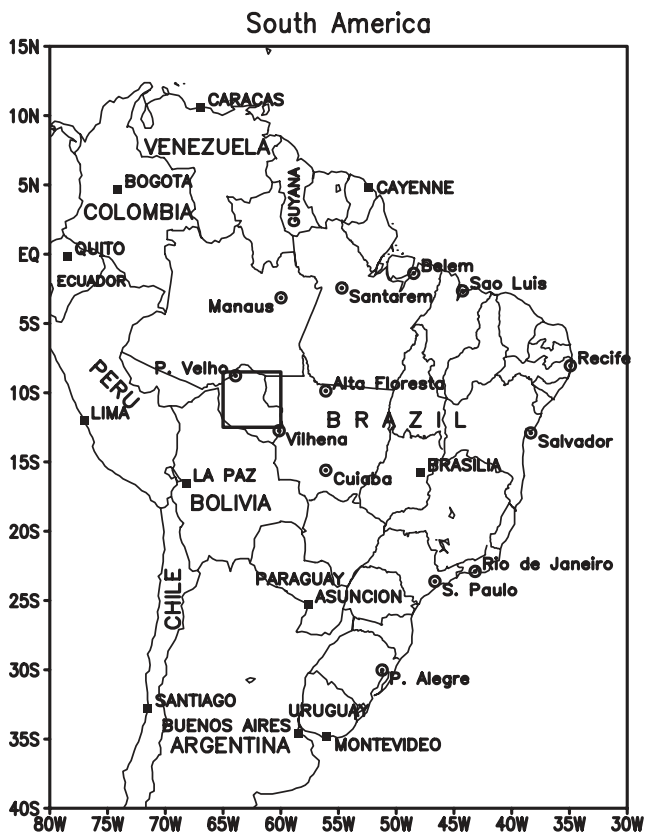 South America
15N
CARACAS
10N
VENEZUELA
GUYANA
5N
BOGOTA
CAYENNE
COLOMBIA
EQ
QUITO
Belem
ECUADOR
Sao Luis
Manaus
Santarem
5S
Recife
P. Velho
PERU
Alta Floresta
10S
LIMA
BRAZIL
Vilhena
Salvador
15S
LA PAZ
Cuiaba
BRASILIA
BOLIVIA
20S
Rio de Janeiro
PARAGUAY
S. Paulo
CHILE
25S
ASUNCION
30S
P. Alegre
SANTIAGO
URUGUAY
BUENOS AIRES
35S
ARGENTINA
MONTEVIDEO
40S
80W 75W 70W 65W 60W 55W 50W 45W 40W 35W 30W